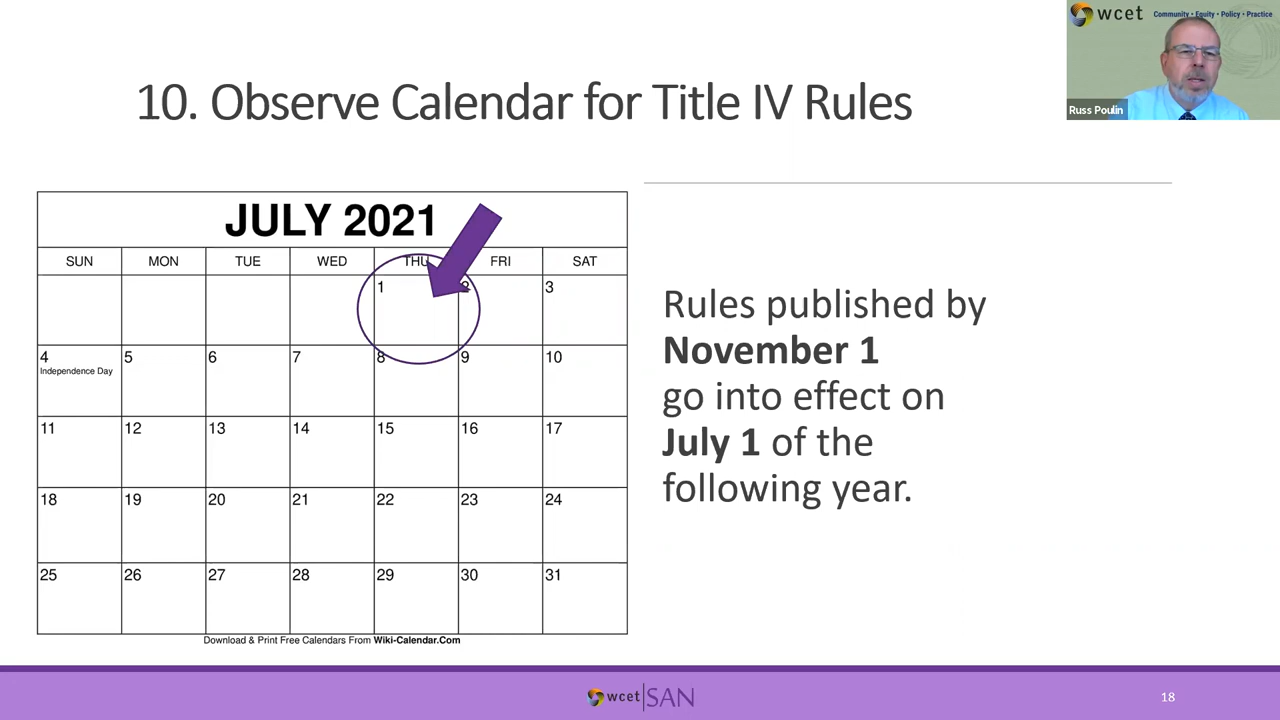 wcet Community • Equity • Policy • Practice
Russ Poulin
10. Observe Calendar for Title IV Rules
JULY 2021
SUN MON TUE WED THU FRI SAT
1 2 3
4 5 6 7 8 9 10
Independence Day
11 12 13 14 15 16 17
18 19 20 21 22 23 24
25 26 27 28 29 30 31
Download & Print Free Calendars From Wiki-Calendar.Com
Rules published by
November 1
go into effect on
July 1 of the
following year.
wcet SAN
18